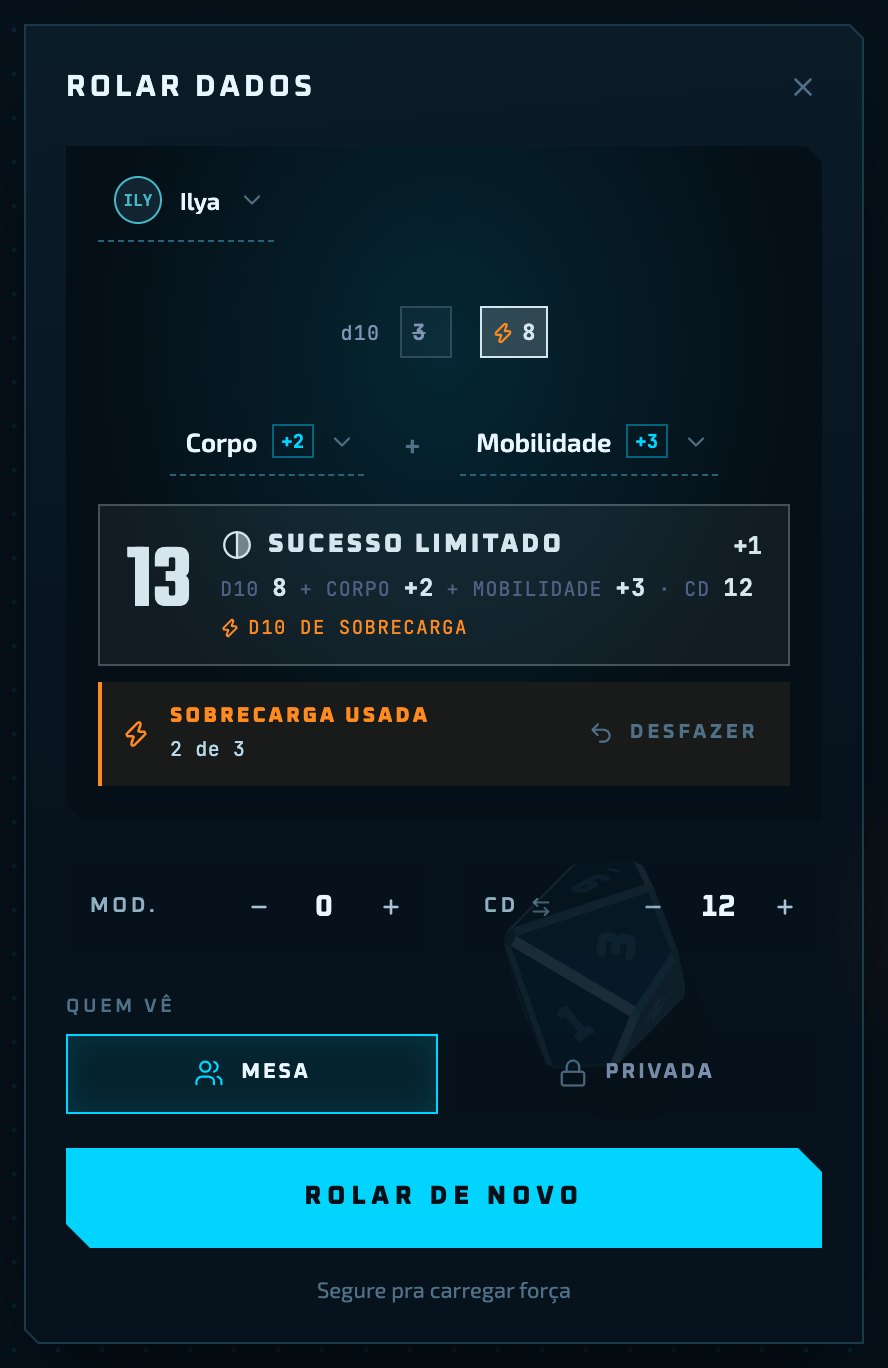 ROLAR DADOS
ILY Ilya
d10 3 8
Corpo +2 + Mobilidade +3
13 SUCESSO LIMITADO +1
D10 8 + CORPO +2 + MOBILIDADE +3 · CD 12
D10 DE SOBRECARGA
SOBRECARGA USADA
2 de 3
DESFAZER
MOD. − 0 + CD − 12 +
3
1
QUEM VÊ
MESA PRIVADA
ROLAR DE NOVO
Segure pra carregar força